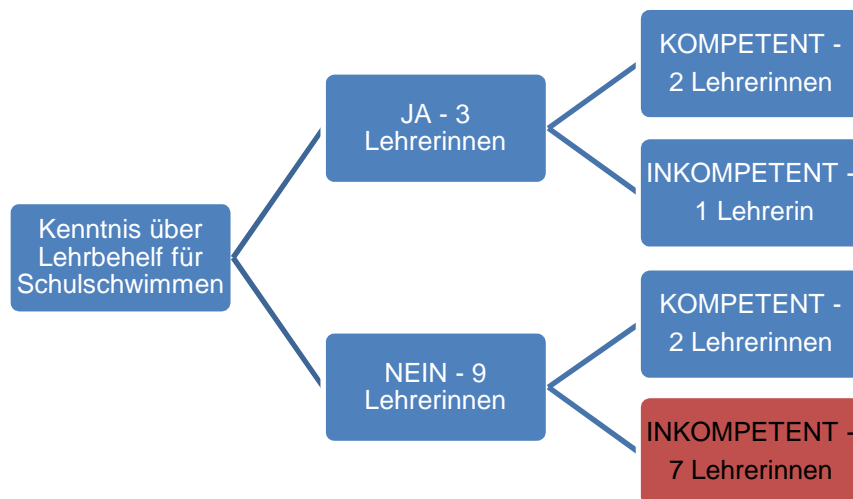 Kenntnis über
Lehrbehelf für
Schulschwimmen
JA - 3
Lehrerinnen
KOMPETENT -
2 Lehrerinnen
INKOMPETENT -
1 Lehrerin
NEIN - 9
Lehrerinnen
KOMPETENT -
2 Lehrerinnen
INKOMPETENT -
7 Lehrerinnen